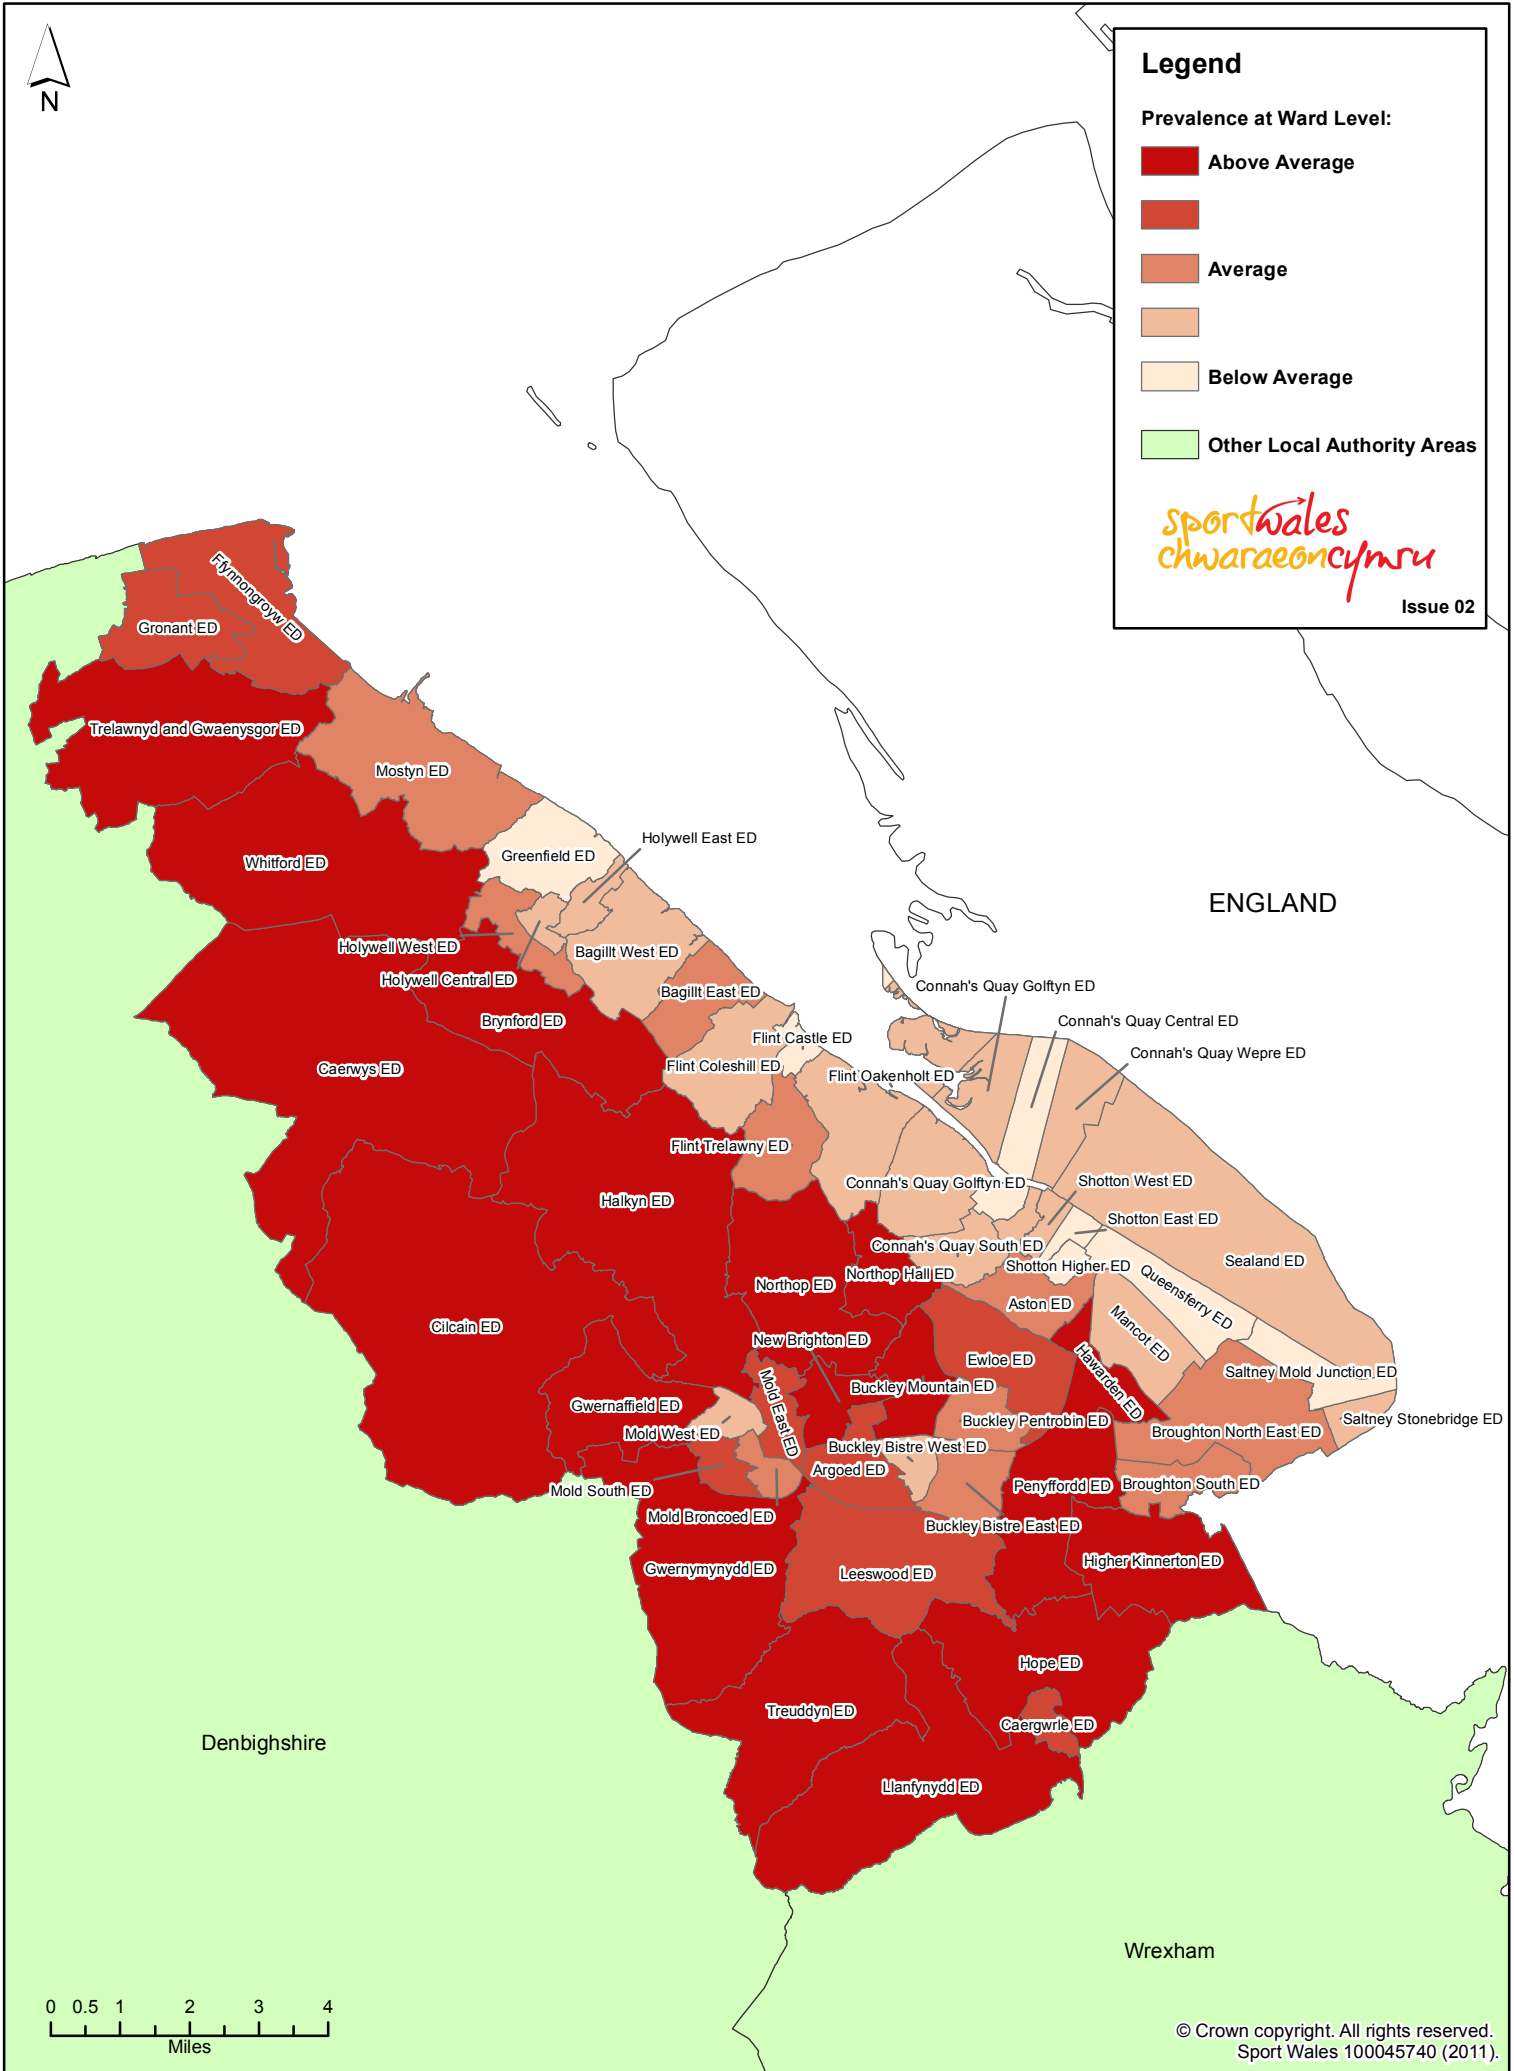 N
Legend
Prevalence at Ward Level:
Above Average
Average
Below Average
Other Local Authority Areas
sportwales
chwaraeoncymru
Issue 02
Ffynnongroyw ED
Gronant ED
Trelawnyd and Gwaenysgor ED
Mostyn ED
Holywell East ED
Greenfield ED
Whitford ED
ENGLAND
Holywell West ED
Bagillt West ED
Holywell Central ED
Bagillt East ED
Connah's Quay Golftyn ED
Brynford ED
Connah's Quay Central ED
Flint Castle ED
Connah's Quay Wepre ED
Caerwys ED
Flint Coleshill ED
Flint Oakenholt ED
Flint Trelawny ED
Connah's Quay Golftyn ED
Shotton West ED
Halkyn ED
Shotton East ED
Connah's Quay South ED
Sealand ED
Shotton Higher ED
Northop ED
Northop Hall ED
Queensferry ED
Aston ED
Cilcain ED
Mancot ED
New Brighton ED
Ewloe ED
Saltney Mold Junction ED
Hawarden ED
Buckley Mountain ED
Mold East ED
Gwernaffield ED
Saltney Stonebridge ED
Buckley Pentrobin ED
Mold West ED
Broughton North East ED
Buckley Bistre West ED
Argoed ED
Mold South ED
Penyffordd ED
Broughton South ED
Mold Broncoed ED
Buckley Bistre East ED
Higher Kinnerton ED
Gwernymynydd ED
Leeswood ED
Hope ED
Treuddyn ED
Caergwrle ED
Denbighshire
Llanfynydd ED
Wrexham
0 0.5 1 2 3 4
Miles
© Crown copyright. All rights reserved.
Sport Wales 100045740 (2011).